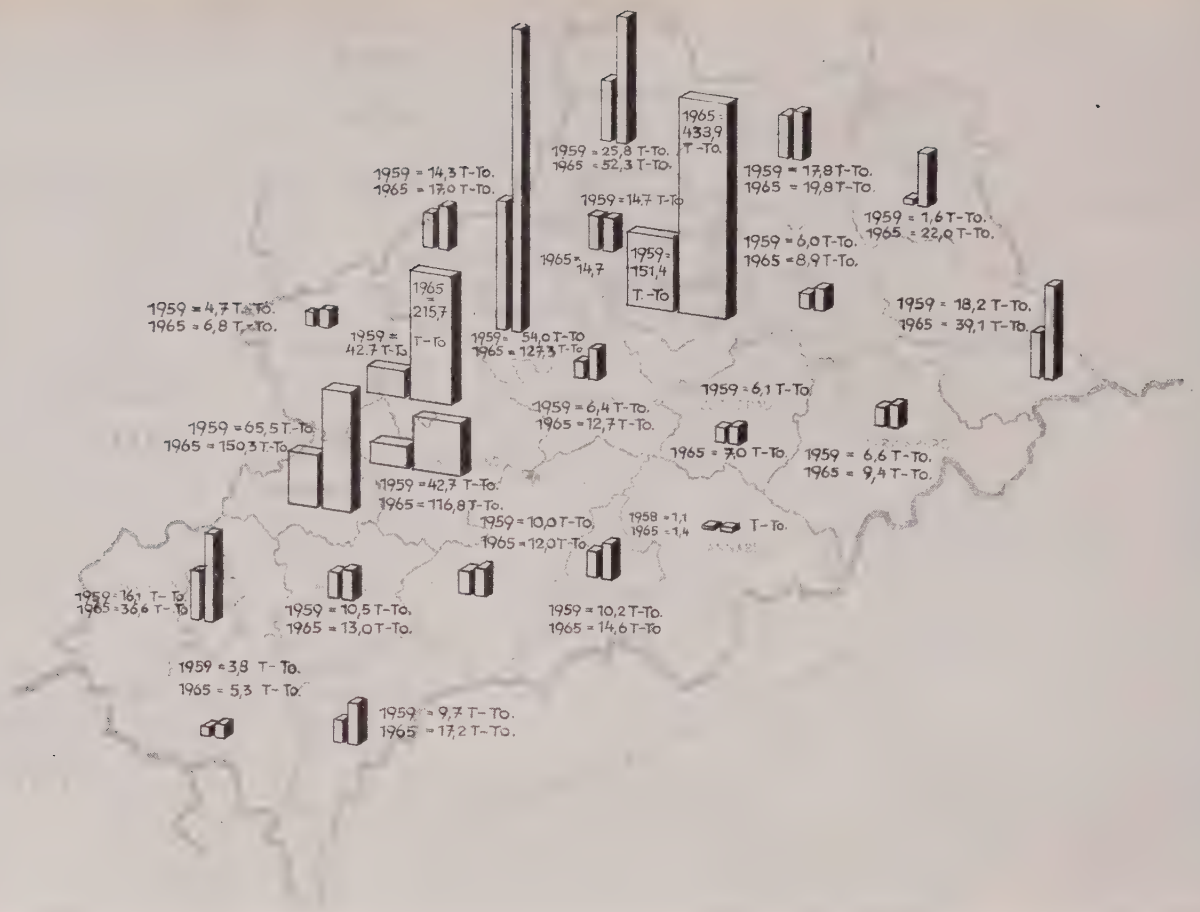 1959 = 25,8 T-To.
1965 = 52,3 T-To.
1965 =
433,9
T-To.
1959 = 17,8 T-To.
1965 = 19,8 T-To.
1959 = 14,3 T-To.
1965 = 17,0 T-To.
1959 = 14,7 T-To
1965 =
14,7
1959 =
151,4
T.-To
1959 = 1,6 T-To.
1965 = 22,0 T-To.
1959 = 6,0 T-To.
1965 = 8,9 T-To.
1959 = 4,7 T.-To.
1965 = 6,8 T.-To.
1965
=
215,7
T-To
1959 =
42.7 T-To
1959 = 54,0 T-To
1965 = 127,3 T-To
1959 = 18,2 T-To.
1965 = 39,1 T-To.
1959 = 6,4 T-To.
1965 = 12,7 T-To.
1959 = 6,1 T-To.
1965 = 7,0 T-To.
1959 = 65,5 T-To.
1965 = 150,3 T-To.
1959 = 6,6 T-To.
1965 = 9,4 T-To.
1959 = 42,7 T-To.
1965 = 116,8 T-To.
1959 = 10,0 T-To.
1965 = 12,0 T-To.
1958 = 1,1
1965 = 1,4
T-To.
1959 = 16,1 T-To.
1965 = 36,6 T-To
1959 = 10,5 T-To.
1965 = 13,0 T-To.
1959 = 10,2 T-To.
1965 = 14,6 T-To
1959 = 3,8 T-To.
1965 = 5,3 T-To.
1959 = 9,7 T-To.
1965 = 17,2 T-To.